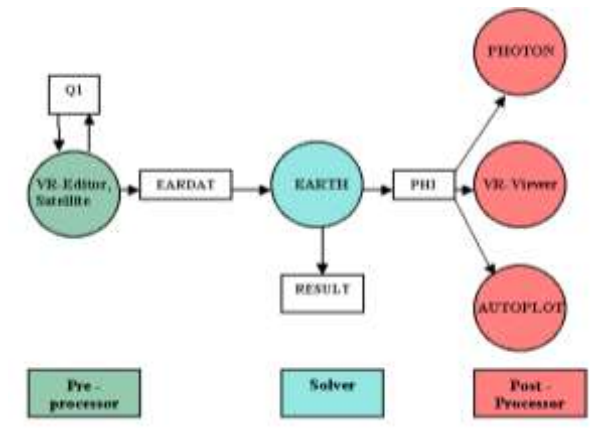 PHOTON
Q1
VR-Editor,
Satellite
EARDAT
EARTH
PHI
VR-Viewer
RESULT
AUTOPLOT
Pre -
processor
Solver
Post -
Processor